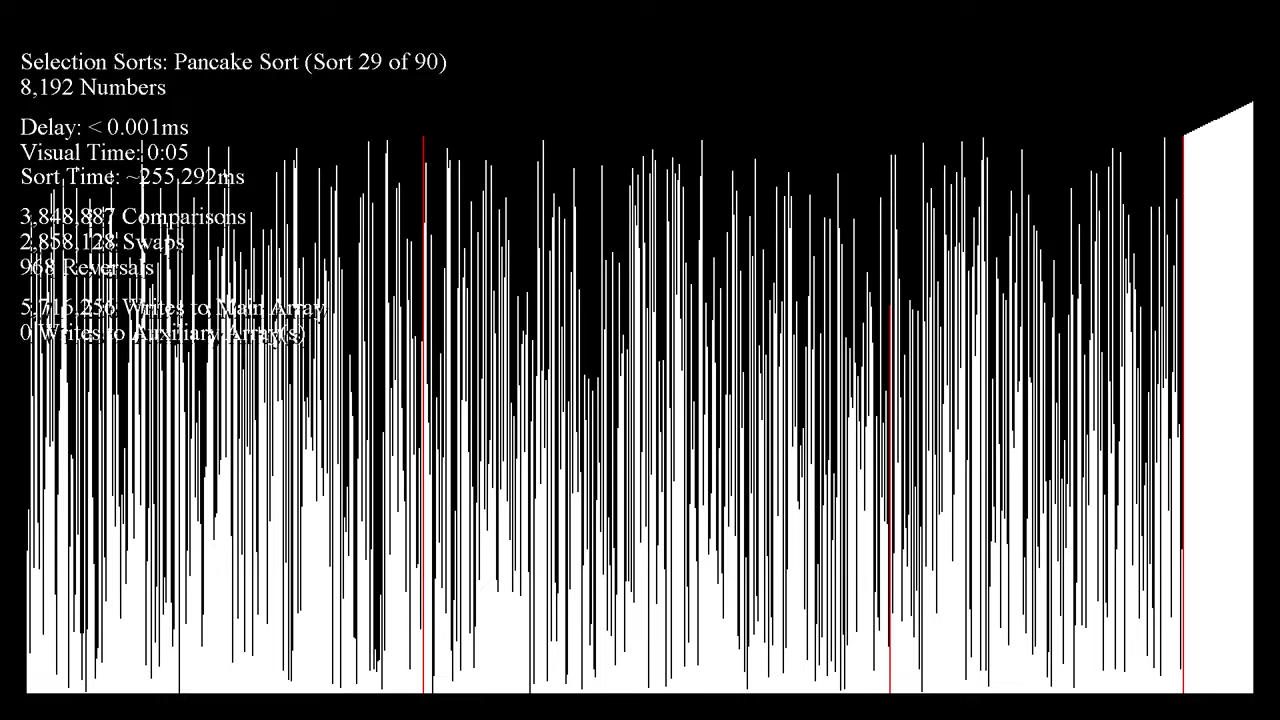 Selection Sorts: Pancake Sort (Sort 29 of 90)
8,192 Numbers
Delay: < 0.001ms
Visual Time: 0:05
Sort Time: ~255.292ms
3,848,887 Comparisons
2,858,128 Swaps
968 Reversals
5,716,256 Writes to Main Array
0 Writes to Auxiliary Array(s)